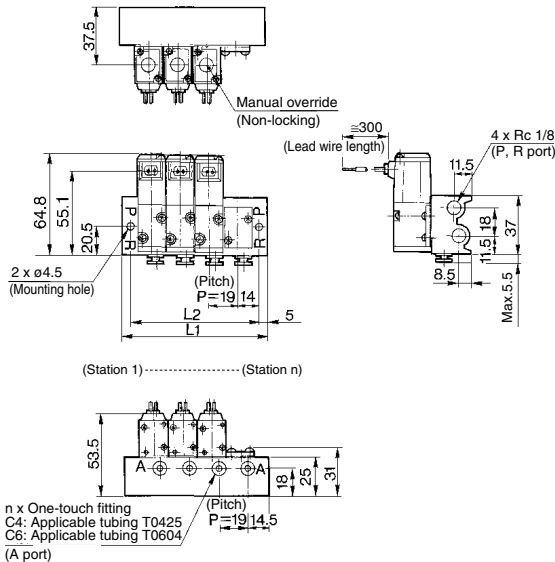 37.5
Manual override
(Non-locking)
≅300
(Lead wire length)
4 x Rc 1/8
(P, R port)
11.5
64.8
55.1
20.5
P
R
P
R
18
37
11.5
8.5
Max.5.5
2 x ø4.5
(Mounting hole)
(Pitch)
P=19 14
L2
5
L1
(Station 1) (Station n)
53.5
A
A
18
25
31
(Pitch)
P=19 14.5
n x One-touch fitting
C4: Applicable tubing T0425
C6: Applicable tubing T0604
(A port)